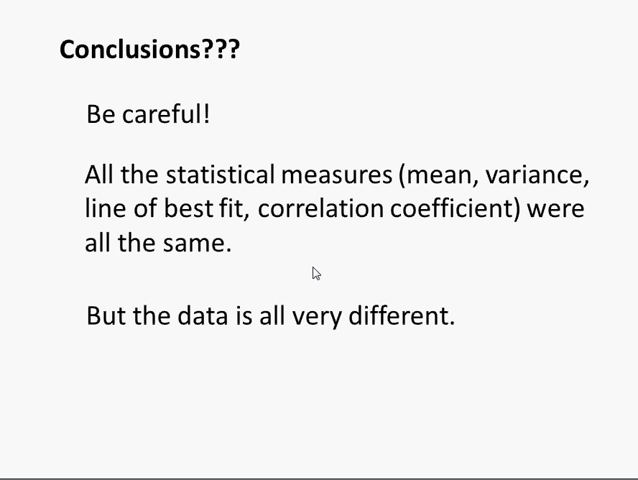 Conclusions???
Be careful!
All the statistical measures (mean, variance,
line of best fit, correlation coefficient) were
all the same.
But the data is all very different.